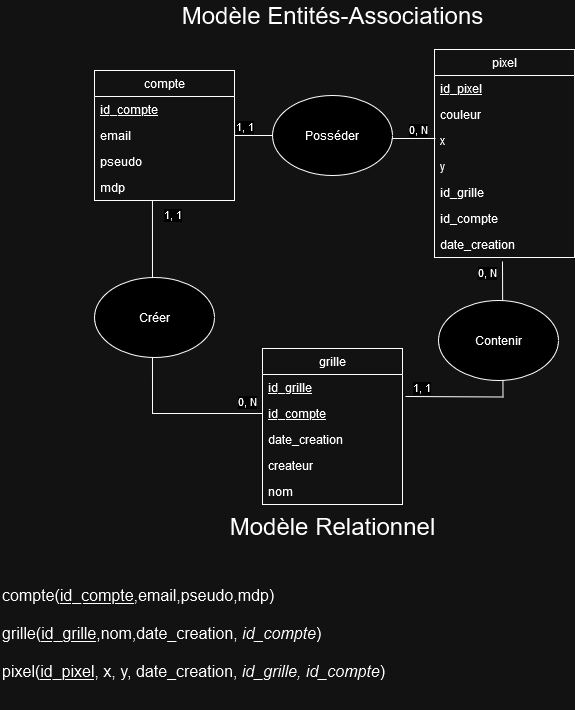 Modèle Entités-Associations
compte
id_compte
email
pseudo
mdp
1, 1
Posséder
0, N
pixel
id_pixel
couleur
x
y
id_grille
id_compte
date_creation
1, 1
Créer
0, N
0, N
Contenir
1, 1
grille
id_grille
id_compte
date_creation
createur
nom
Modèle Relationnel
compte(id_compte,email,pseudo,mdp)
grille(id_grille,nom,date_creation, id_compte)
pixel(id_pixel, x, y, date_creation, id_grille, id_compte)